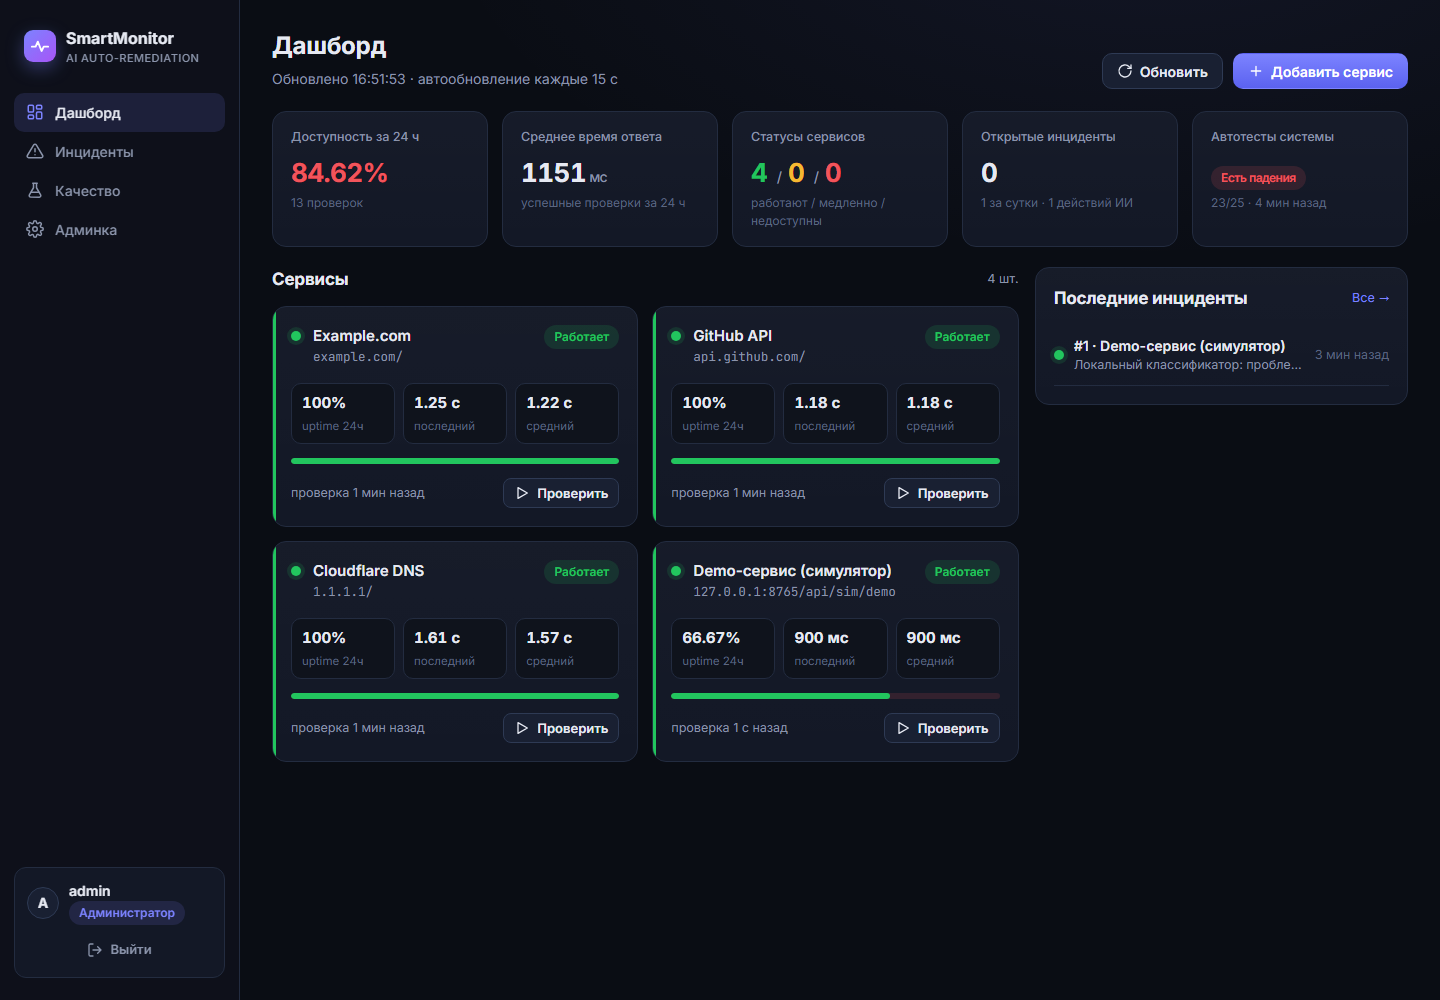 SmartMonitor
AI AUTO-REMEDIATION
Дашборд
Инциденты
Качество
Админка
A
admin
Администратор
Выйти
Дашборд
Обновлено 16:51:53 · автообновление каждые 15 с
Обновить
Добавить сервис
Доступность за 24 ч
84.62%
13 проверок
Среднее время ответа
1151 мс
успешные проверки за 24 ч
Статусы сервисов
4 / 0 / 0
работают / медленно /
недоступны
Открытые инциденты
0
1 за сутки · 1 действий ИИ
Автотесты системы
Есть падения
23/25 · 4 мин назад
Сервисы
4 шт.
Example.com
Работает
example.com/
100%
uptime 24ч
1.25 с
последний
1.22 с
средний
проверка 1 мин назад
Проверить
GitHub API
Работает
api.github.com/
100%
uptime 24ч
1.18 с
последний
1.18 с
средний
проверка 1 мин назад
Проверить
Cloudflare DNS
Работает
1.1.1.1/
100%
uptime 24ч
1.61 с
последний
1.57 с
средний
проверка 1 мин назад
Проверить
Demo-сервис (симулятор)
Работает
127.0.0.1:8765/api/sim/demo
66.67%
uptime 24ч
900 мс
последний
900 мс
средний
проверка 1 с назад
Проверить
Последние инциденты
Все →
#1 · Demo-сервис (симулятор)
3 мин назад
Локальный классификатор: пробле...